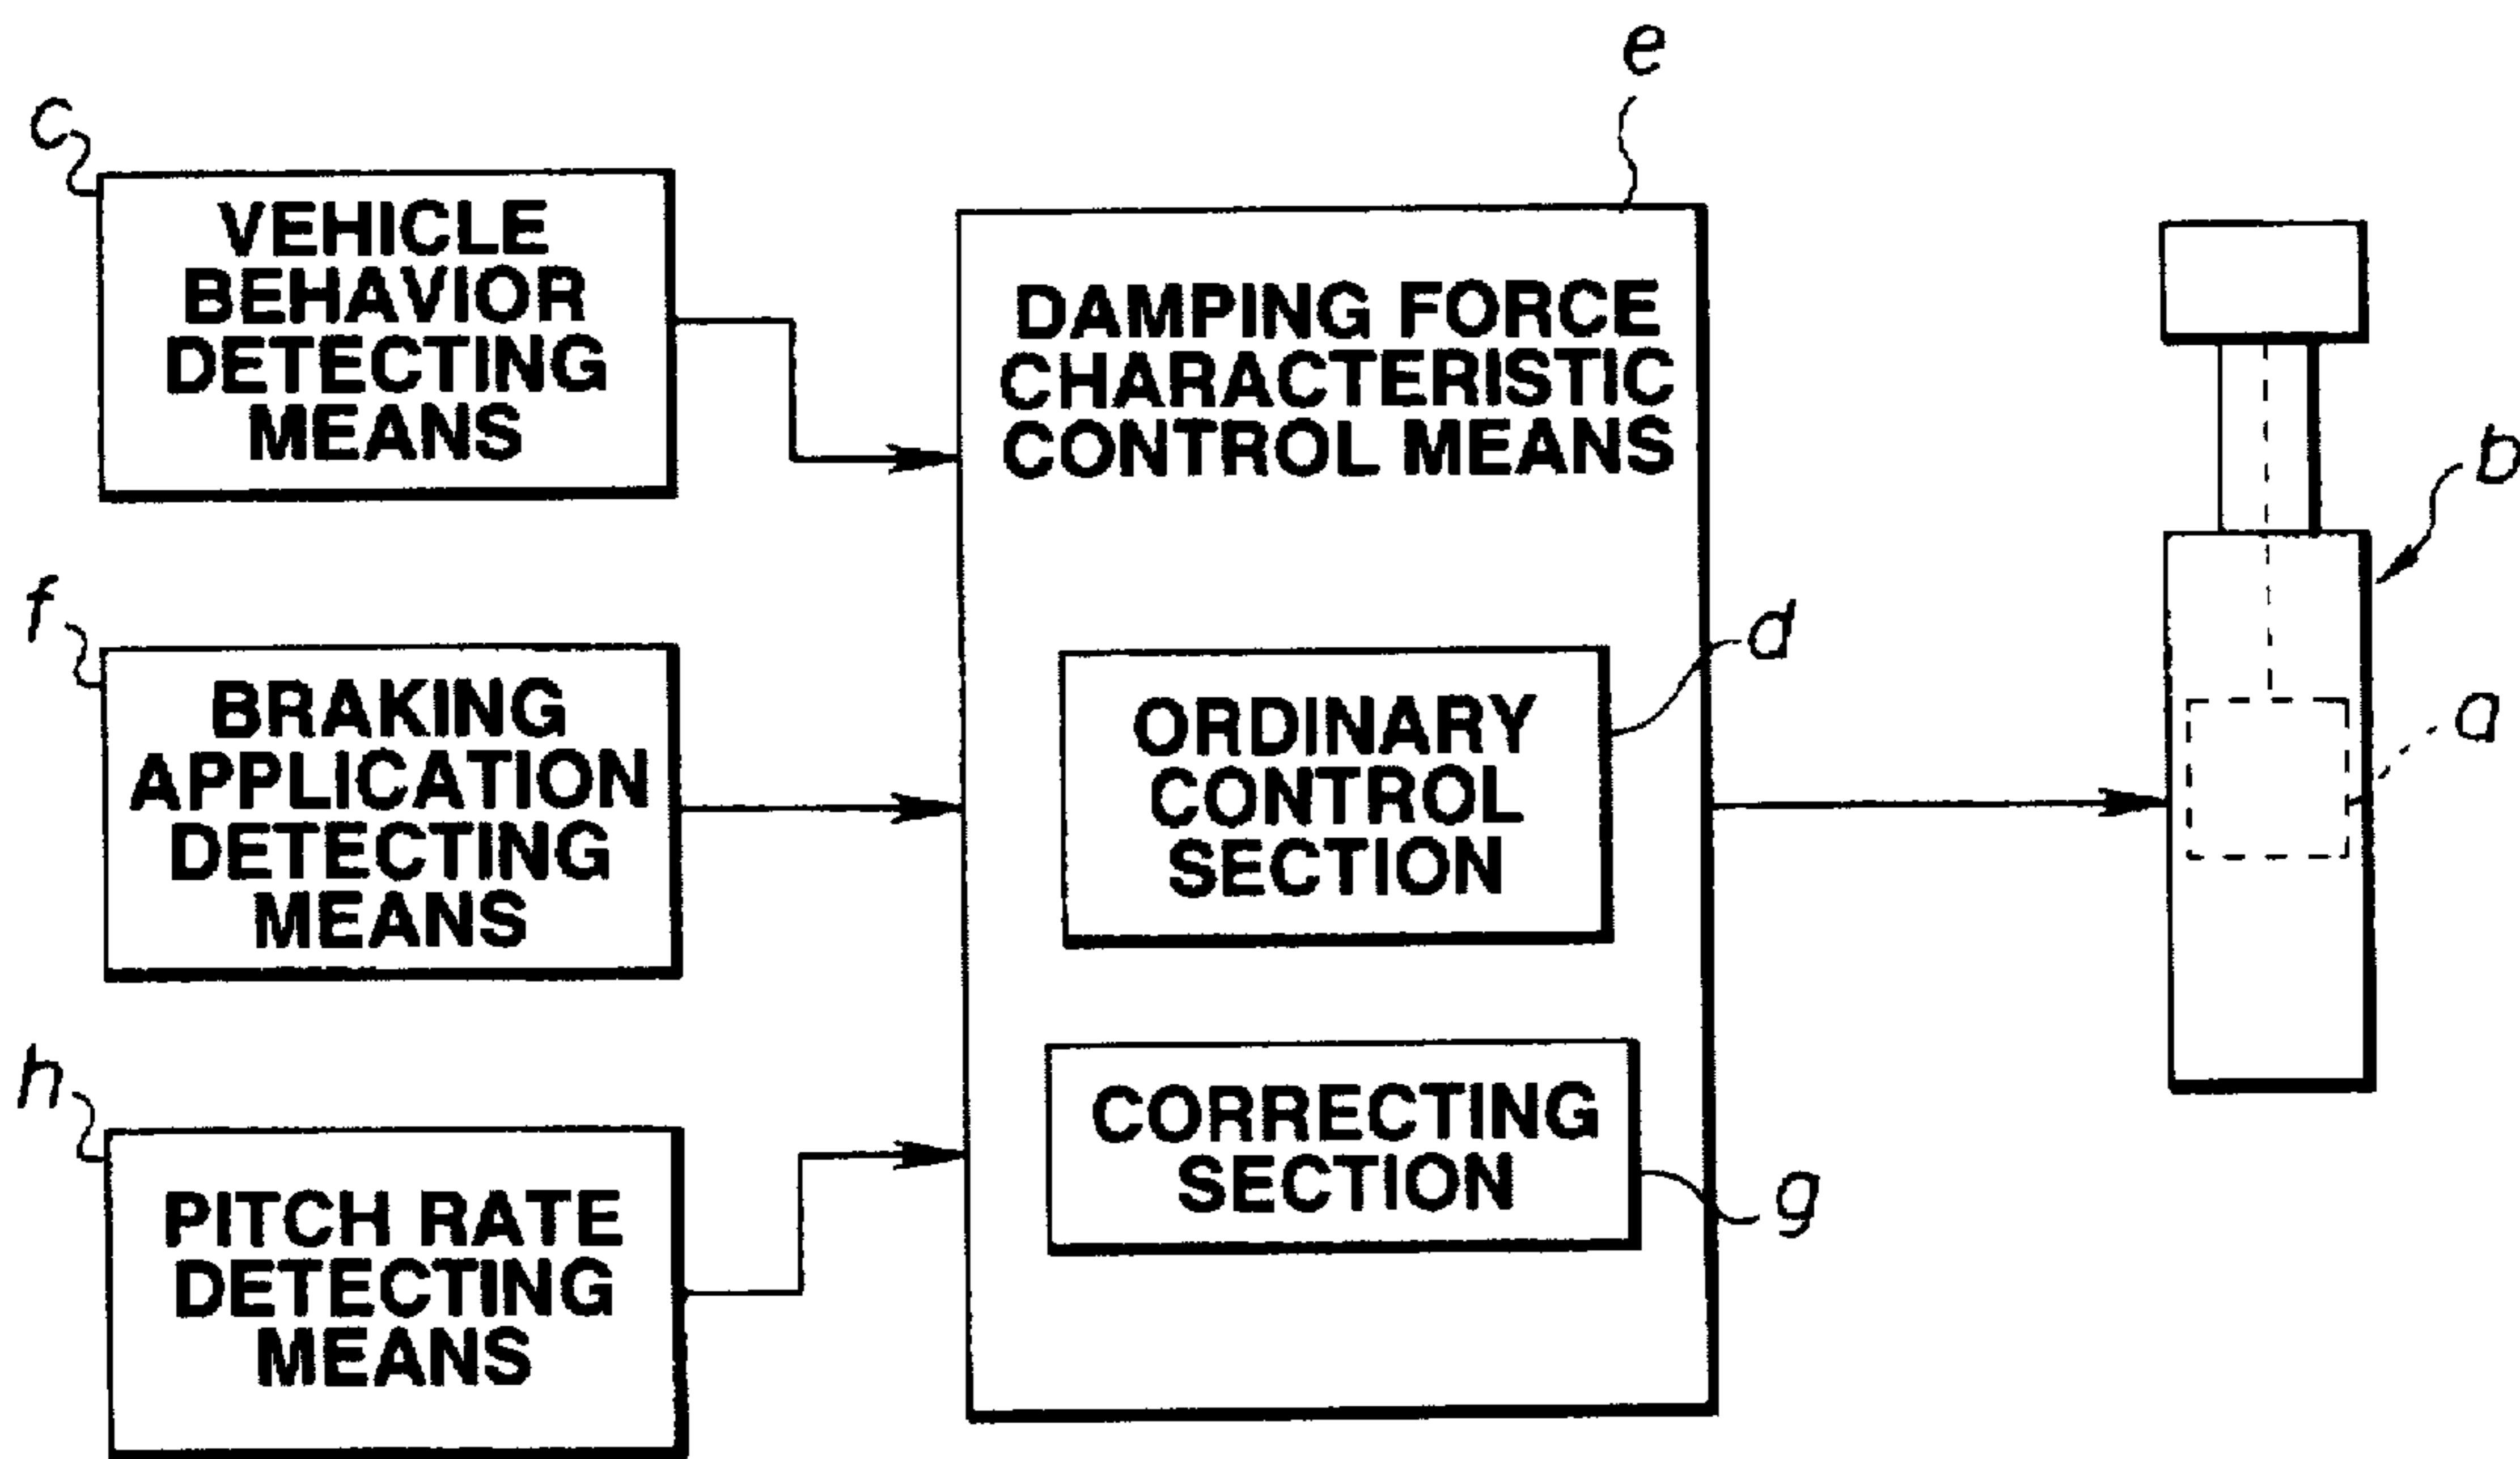 e
c
VEHICLE
BEHAVIOR
DETECTING
MEANS
DAMPING FORCE
CHARACTERISTIC
CONTROL MEANS
b
f
BRAKING
APPLICATION
DETECTING
MEANS
ORDINARY
CONTROL
SECTION
d
a
h
PITCH RATE
DETECTING
MEANS
CORRECTING
SECTION
g